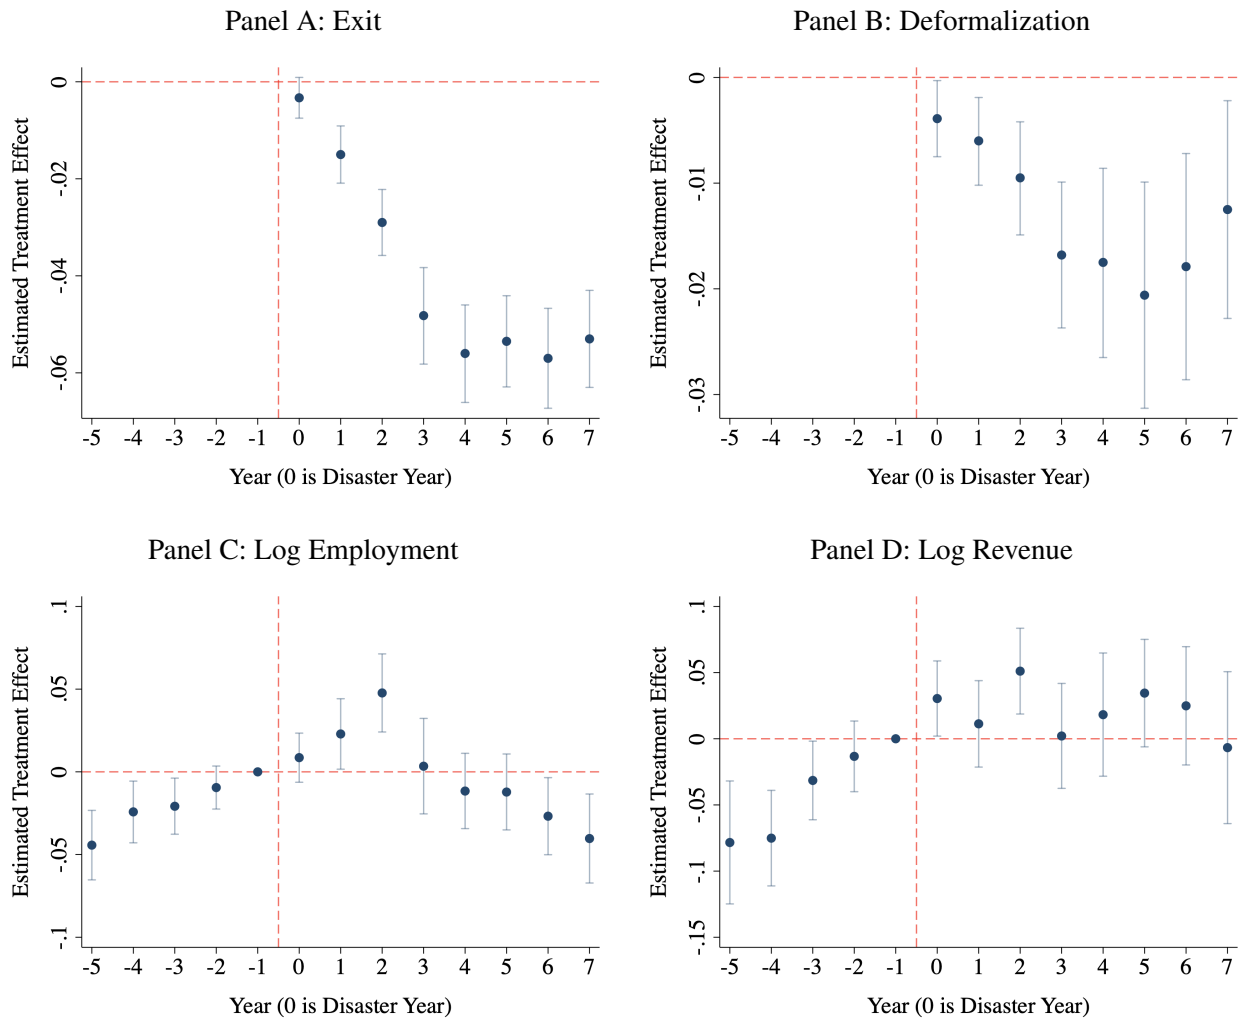 Panel A: Exit
Estimated Treatment Effect
0
-.02
-.04
-.06
-5 -4 -3 -2 -1 0 1 2 3 4 5 6 7
Year (0 is Disaster Year)
Panel B: Deformalization
Estimated Treatment Effect
0
-.01
-.02
-.03
-5 -4 -3 -2 -1 0 1 2 3 4 5 6 7
Year (0 is Disaster Year)
Panel C: Log Employment
Estimated Treatment Effect
.1
.05
0
-.05
-.1
-5 -4 -3 -2 -1 0 1 2 3 4 5 6 7
Year (0 is Disaster Year)
Panel D: Log Revenue
Estimated Treatment Effect
.1
.05
0
-.05
-.1
-.15
-5 -4 -3 -2 -1 0 1 2 3 4 5 6 7
Year (0 is Disaster Year)